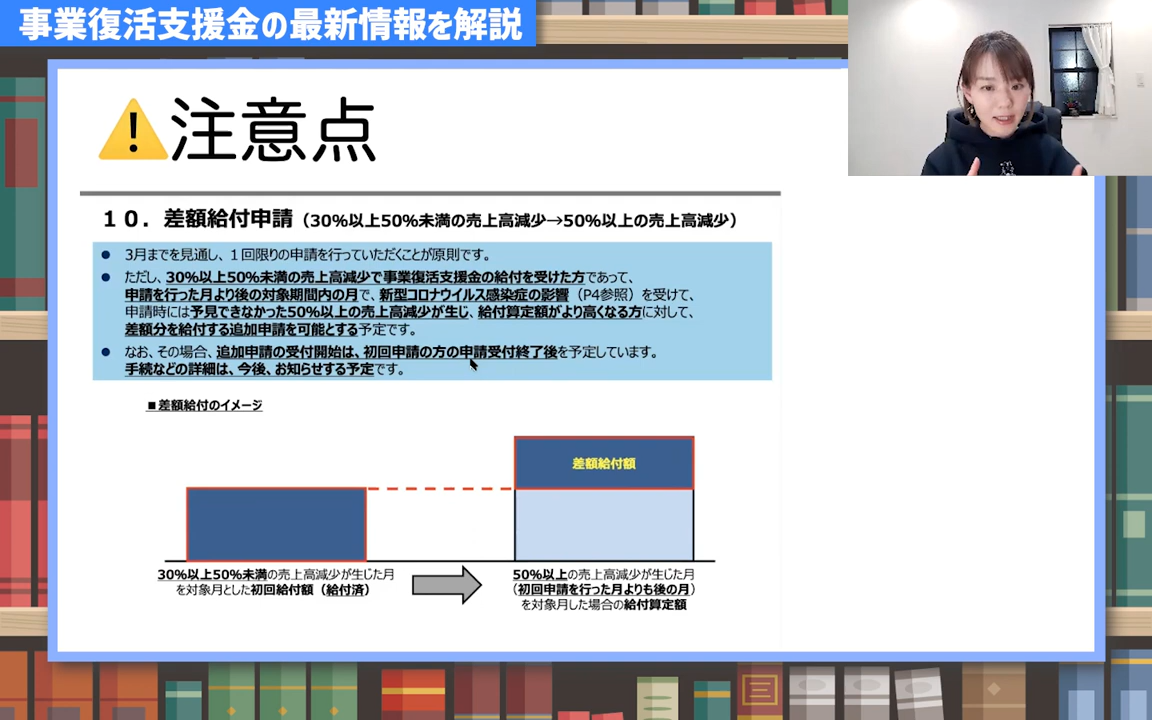 事業復活支援金の最新情報を解説
注意点
１０．差額給付申請（30%以上50%未満の売上高減少→50%以上の売上高減少）
● 3月までを見通し、１回限りの申請を行っていただくことが原則です。
● ただし、30%以上50%未満の売上高減少で事業復活支援金の給付を受けた方であって、
申請を行った月より後の対象期間内の月で、新型コロナウイルス感染症の影響（P4参照）を受けて、
申請時には予見できなかった50%以上の売上高減少が生じ、給付算定額がより高くなる方に対して、
差額分を給付する追加申請を可能とする予定です。
● なお、その場合、追加申請の受付開始は、初回申請の方の申請受付終了後を予定しています。
手続などの詳細は、今後、お知らせする予定です。
■差額給付のイメージ
差額給付額
30%以上50%未満の売上高減少が生じた月
を対象月とした初回給付額（給付済）
50%以上の売上高減少が生じた月
（初回申請を行った月よりも後の月）
を対象月した場合の給付算定額